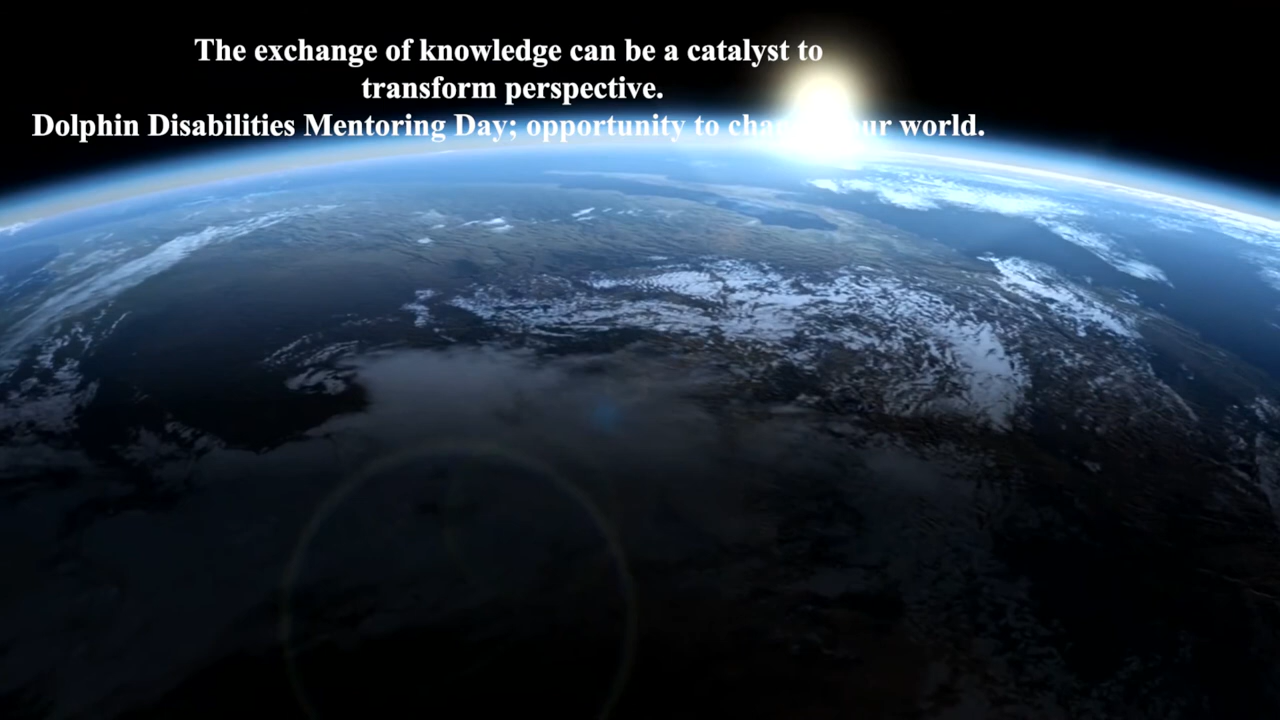 The exchange of knowledge can be a catalyst to
transform perspective.
Dolphin Disabilities Mentoring Day; opportunity to world.